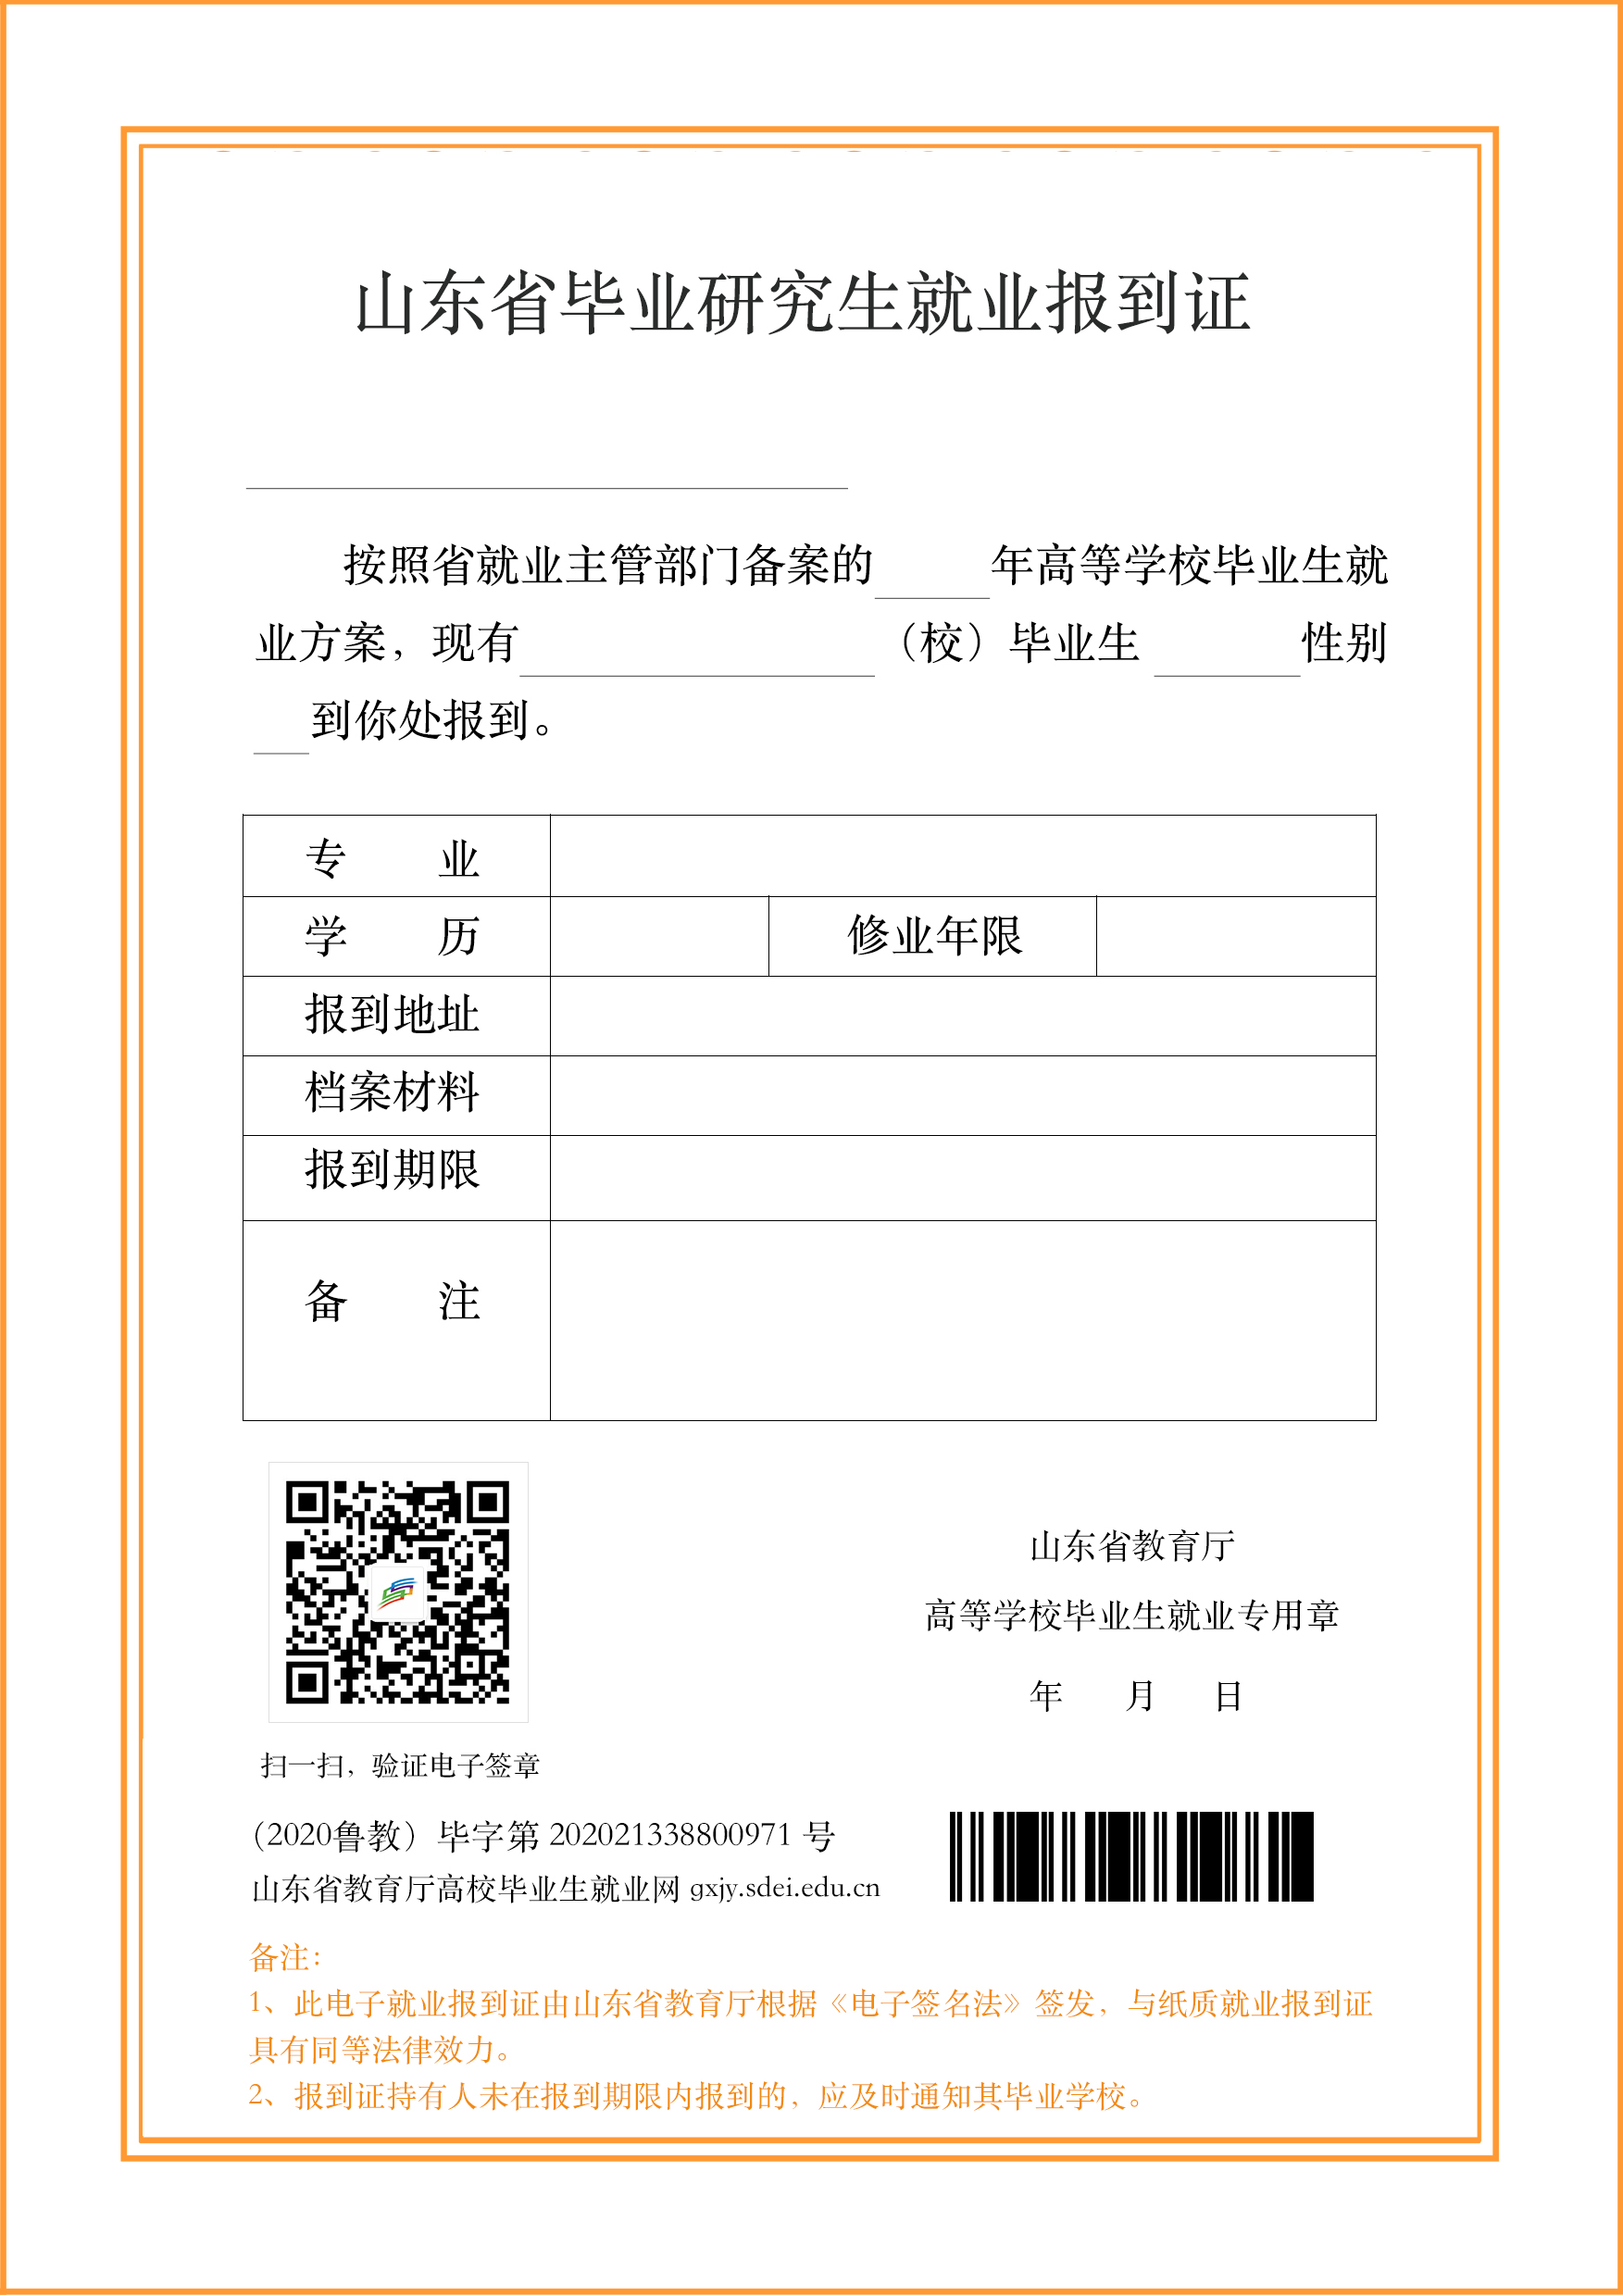 山东省毕业研究生就业报到证
按照省就业主管部门备案的 年高等学校毕业生就
业方案，现有 （校）毕业生 性别
到你处报到。
专 业
学 历 修业年限
报到地址
档案材料
报到期限
备 注
山东省教育厅
高等学校毕业生就业专用章
年 月 日
扫一扫，验证电子签章
（2020鲁教）毕字第 202021338800971 号
山东省教育厅高校毕业生就业网 gxjy.sdei.edu.cn
备注：
1、此电子就业报到证由山东省教育厅根据《电子签名法》签发，与纸质就业报到证
具有同等法律效力。
2、报到证持有人未在报到期限内报到的，应及时通知其毕业学校。